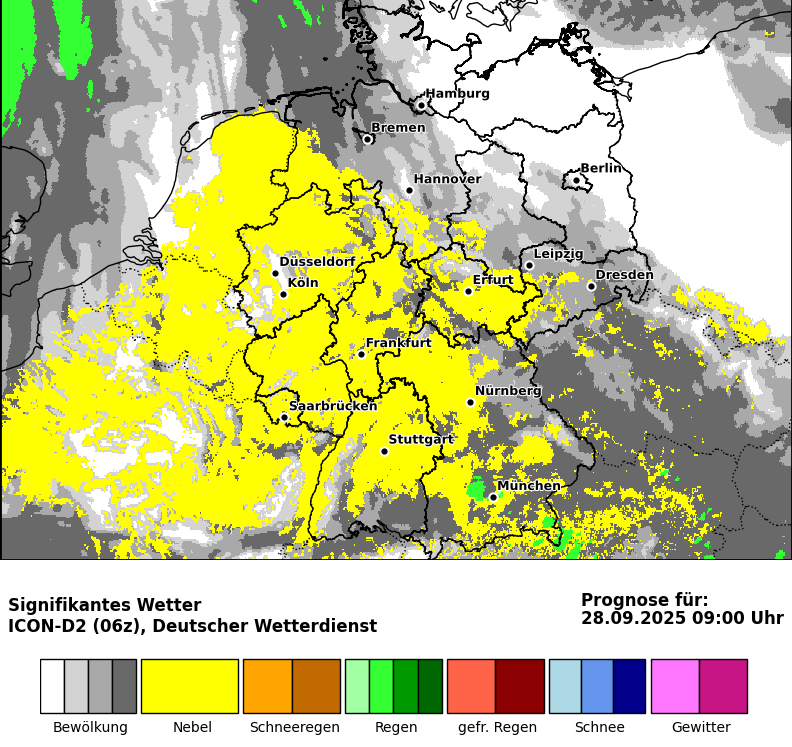 Hamburg
Bremen
Berlin
Hannover
Leipzig
Düsseldorf
Dresden
Köln
Erfurt
Frankfurt
Nürnberg
Saarbrücken
Stuttgart
München
Signifikantes Wetter
ICON-D2 (06z), Deutscher Wetterdienst
Prognose für:
28.09.2025 09:00 Uhr
Bewölkung
Nebel
Schneeregen
Regen
gefr. Regen
Schnee
Gewitter